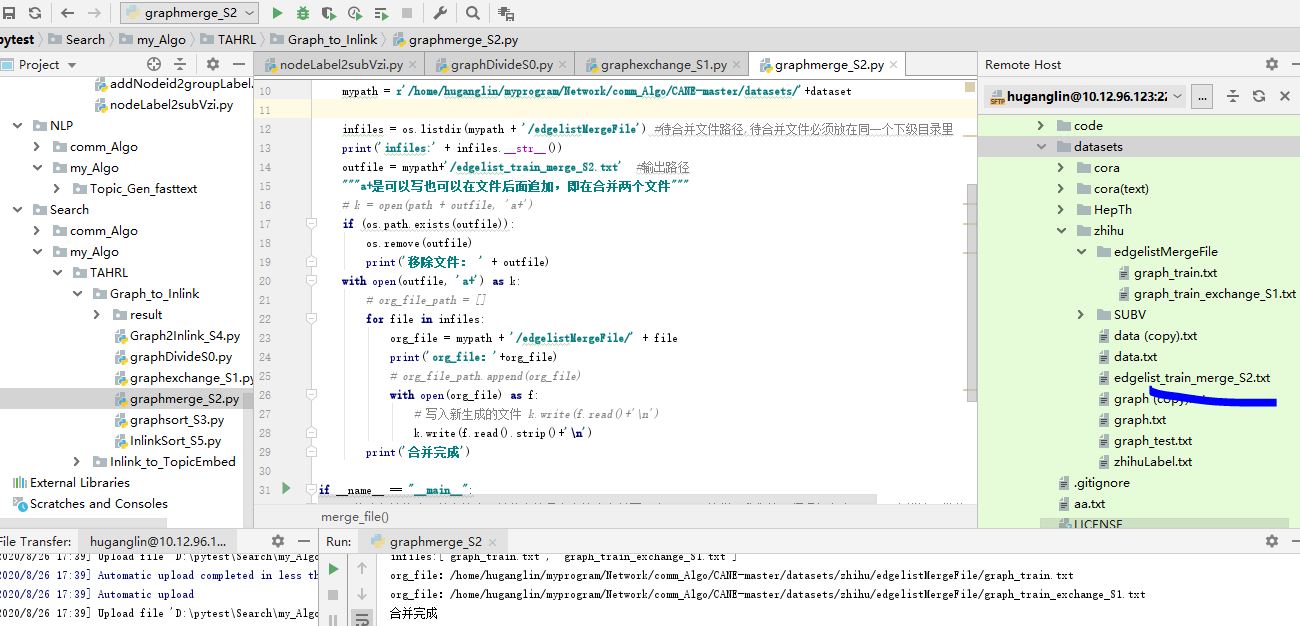 graphmerge_S2
pytest Search my_Algo TAHRL Graph_to_Inlink graphmerge_S2.py
Project
addNodeid2groupLabel.
nodeLabel2subVzi.py
NLP
comm_Algo
my_Algo
Topic_Gen_fasttext
Search
comm_Algo
my_Algo
TAHRL
Graph_to_Inlink
result
Graph2Inlink_S4.py
graphDivideS0.py
graphexchange_S1.py
graphmerge_S2.py
graphsort_S3.py
InlinkSort_S5.py
Inlink_to_TopicEmbed
External Libraries
Scratches and Consoles
nodeLabel2subVzi.py graphDivideS0.py graphexchange_S1.py graphmerge_S2.py
10 mypath = r'/home/huganglin/myprogram/Network/comm_Algo/CANE-master/datasets/'+dataset
11
12 infiles = os.listdir(mypath + '/edgelistMergeFile') #待合并文件路径,待合并文件必须放在同一个下级目录里
13 print('infiles:' + infiles.__str__())
14 outfile = mypath+'/edgelist_train_merge_S2.txt' #输出路径
15 """a+是可以写也可以在文件后面追加，即在合并两个文件"""
16 # k = open(path + outfile, 'a+')
17 if (os.path.exists(outfile)):
18 os.remove(outfile)
19 print('移除文件： ' + outfile)
20 with open(outfile, 'a+') as k:
21 # org_file_path = []
22 for file in infiles:
23 org_file = mypath + '/edgelistMergeFile/' + file
24 print('org_file: '+org_file)
25 # org_file_path.append(org_file)
26 with open(org_file) as f:
27 # 写入新生成的文件 k.write(f.read()+'\n')
28 k.write(f.read().strip()+'\n')
29 print('合并完成')
30
31 if __name__ == "__main__":
merge_file()
Remote Host
huganglin@10.12.96.123:2; ...
code
datasets
cora
cora(text)
HepTh
zhihu
edgelistMergeFile
graph_train.txt
graph_train_exchange_S1.txt
SUBV
data (copy).txt
data.txt
edgelist_train_merge_S2.txt
graph (copy)
graph.txt
graph_test.txt
zhihuLabel.txt
.gitignore
aa.txt
LICENSE
File Transfer: huganglin@10.12.96.1...
2020/8/26 17:39] Upload file 'D:\pytest\Search\my_Algo
2020/8/26 17:39] Automatic upload completed in less th
2020/8/26 17:39] Automatic upload
2020/8/26 17:39] Upload file 'D:\pytest\Search\my_Algo
Run: graphmerge_S2
infiles:['graph_train.txt', 'graph_train_exchange_S1.txt']
org_file: /home/huganglin/myprogram/Network/comm_Algo/CANE-master/datasets/zhihu/edgelistMergeFile/graph_train.txt
org_file: /home/huganglin/myprogram/Network/comm_Algo/CANE-master/datasets/zhihu/edgelistMergeFile/graph_train_exchange_S1.txt
合并完成